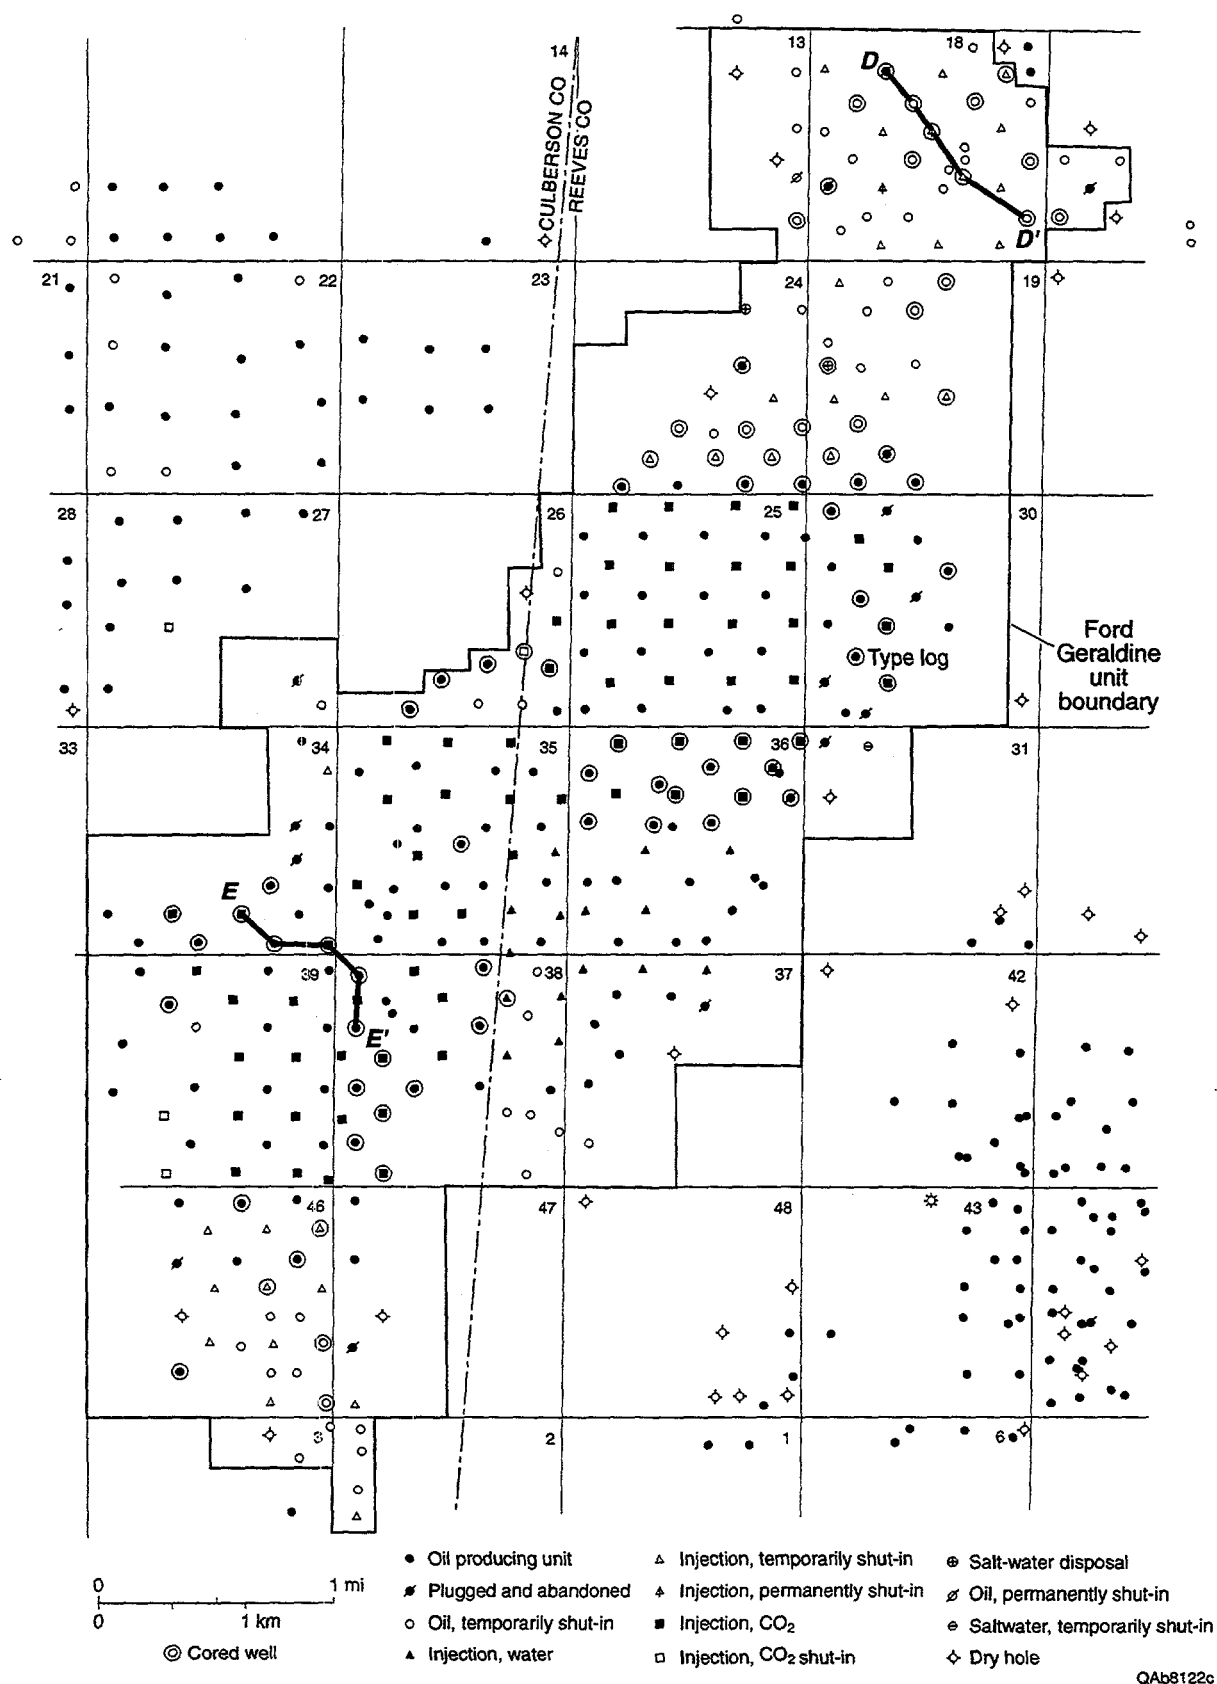 14
13
18
D
CULBERSON CO
REEVES CO
D'
21
22
23
24
19
28
27
26
25
30
Type log
Ford
Geraldine
unit
boundary
33
34
35
36
31
E
39
38
37
42
E'
46
47
48
43
3
2
1
6
0 1 mi
0 1 km
Cored well
Oil producing unit
Plugged and abandoned
Oil, temporarily shut-in
Injection, water
Injection, temporarily shut-in
Injection, permanently shut-in
Injection, CO2
Injection, CO2 shut-in
Salt-water disposal
Oil, permanently shut-in
Saltwater, temporarily shut-in
Dry hole
QAb8122c